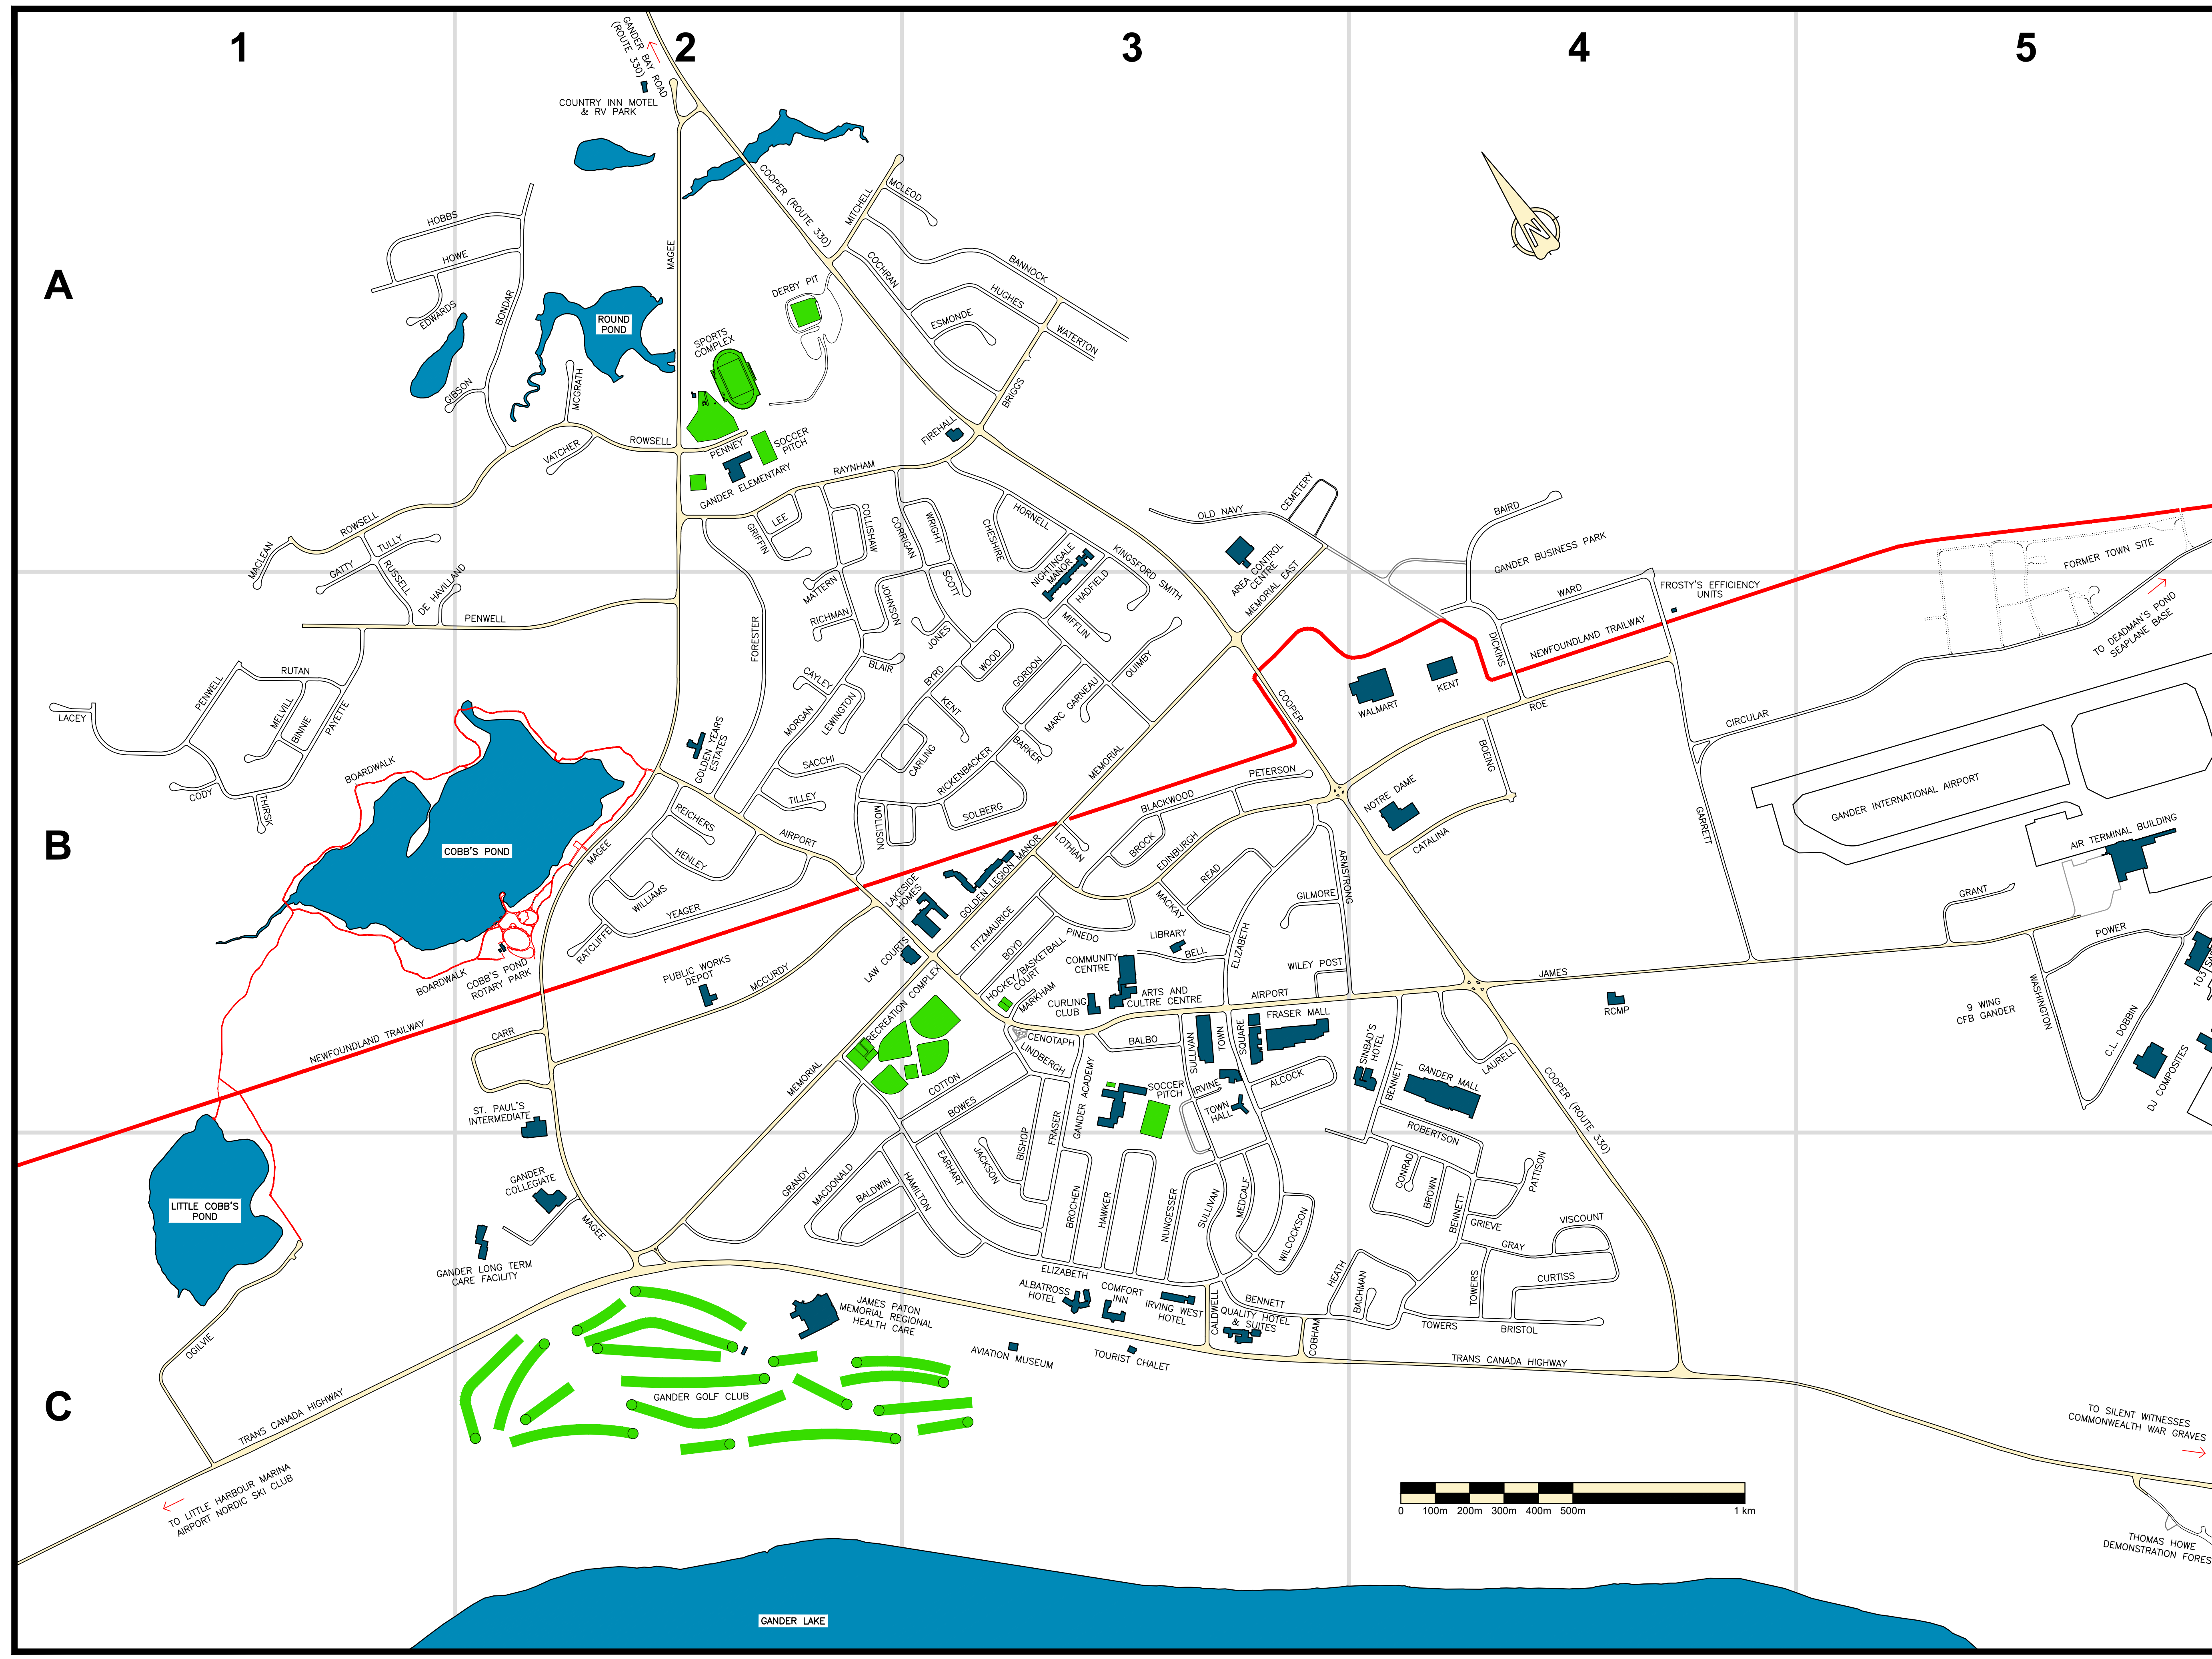 1
2
3
4
5
A
B
C
GANDER BAY ROAD
(ROUTE 330)
COUNTRY INN MOTEL
& RV PARK
COOPER (ROUTE 330)
MITCHELL
MCLEOD
MAGEE
HOBBS
HOWE
EDWARDS
BONDAR
GIBSON
ROUND
POND
MCGRATH
VATCHER
ROWSELL
DERBY PIT
SPORTS
COMPLEX
PENNEY
SOCCER
PITCH
GANDER ELEMENTARY
COCHRAN
BANNOCK
HUGHES
ESMONDE
WATERTON
BRIGGS
FIREHALL
RAYNHAM
ROWSELL
MACLEAN
TULLY
GATTY
RUSSELL
DE HAVILLAND
GRIFFIN
LEE
COLLISHAW
CORRIGAN
WRIGHT
CHESHIRE
HORNELL
NIGHTINGALE
MANOR
KINGSFORD SMITH
OLD NAVY
CEMETERY
AREA CONTROL
CENTRE
MEMORIAL EAST
BAIRD
GANDER BUSINESS PARK
FORMER TOWN SITE
PENWELL
MATTERN
RICHMAN
JOHNSON
SCOTT
JONES
HADFIELD
MIFFLIN
WARD
FROSTY'S EFFICIENCY
UNITS
NEWFOUNDLAND TRAILWAY
DICKINS
TO DEADMAN'S POND
SEAPLANE BASE
FORESTER
BLAIR
BYRD
WOOD
GORDON
QUIMBY
MARC GARNEAU
CAYLEY
LEWINGTON
MORGAN
KENT
CARLING
BARKER
RICKENBACKER
SACCHI
TILLEY
MOLLISON
SOLBERG
MEMORIAL
COOPER
WALMART
KENT
ROE
BOEING
CIRCULAR
RUTAN
PENWELL
MELVILL
BINNIE
PAYETTE
LACEY
CODY
THIRSK
BOARDWALK
GOLDEN YEARS
ESTATES
REICHERS
AIRPORT
HENLEY
WILLIAMS
YEAGER
RATCLIFFE
MAGEE
COBB'S POND
BOARDWALK
COBB'S POND
ROTARY PARK
PETERSON
BLACKWOOD
BROCK
EDINBURGH
LOTHIAN
NOTRE DAME
CATALINA
GARRETT
GANDER INTERNATIONAL AIRPORT
AIR TERMINAL BUILDING
GRANT
POWER
LAKESIDE
HOMES
GOLDEN LEGION MANOR
LAW COURTS
FITZMAURICE
BOYD
PINEDO
MACKAY
READ
GILMORE
ARMSTRONG
ELIZABETH
LIBRARY
BELL
COMMUNITY
CENTRE
HOCKEY/BASKETBALL
COURT
MARKHAM
CURLING
CLUB
ARTS AND
CULTRE CENTRE
WILEY POST
AIRPORT
JAMES
RCMP
9 WING
CFB GANDER
WASHINGTON
C.L. DOBBIN
DJ COMPOSITES
PUBLIC WORKS
DEPOT
MCCURDY
RECREATION COMPLEX
CARR
NEWFOUNDLAND TRAILWAY
CENOTAPH
LINDBERGH
BALBO
SULLIVAN
TOWN
SQUARE
FRASER MALL
SINBAD'S
HOTEL
BENNETT
GANDER MALL
LAURELL
COOPER (ROUTE 330)
MEMORIAL
COTTON
BOWES
GANDER ACADEMY
SOCCER
PITCH
IRVINE
TOWN
HALL
ALCOCK
ROBERTSON
ST. PAUL'S
INTERMEDIATE
GANDER
COLLEGIATE
GANDER LONG TERM
CARE FACILITY
MAGEE
GRANDY
MACDONALD
BALDWIN
HAMILTON
EARHART
JACKSON
BISHOP
FRASER
BROCHEN
HAWKER
NUNGESSER
SULLIVAN
MEDCALF
WILCOCKSON
CONRAD
BROWN
BENNETT
PATTISON
GRIEVE
GRAY
VISCOUNT
CURTISS
TOWERS
HEATH
BACHMAN
TOWERS
BRISTOL
LITTLE COBB'S
POND
OGILVIE
ELIZABETH
ALBATROSS
HOTEL
COMFORT
INN
IRVING WEST
HOTEL
CALDWELL
BENNETT
QUALITY HOTEL
& SUITES
COBHAM
JAMES PATON
MEMORIAL REGIONAL
HEALTH CARE
AVIATION MUSEUM
TOURIST CHALET
TRANS CANADA HIGHWAY
GANDER GOLF CLUB
TRANS CANADA HIGHWAY
TO LITTLE HARBOUR MARINA
AIRPORT NORDIC SKI CLUB
TO SILENT WITNESSES
COMMONWEALTH WAR GRAVES
0 100m 200m 300m 400m 500m 1 km
THOMAS HOWE
DEMONSTRATION FORES
GANDER LAKE
N
103